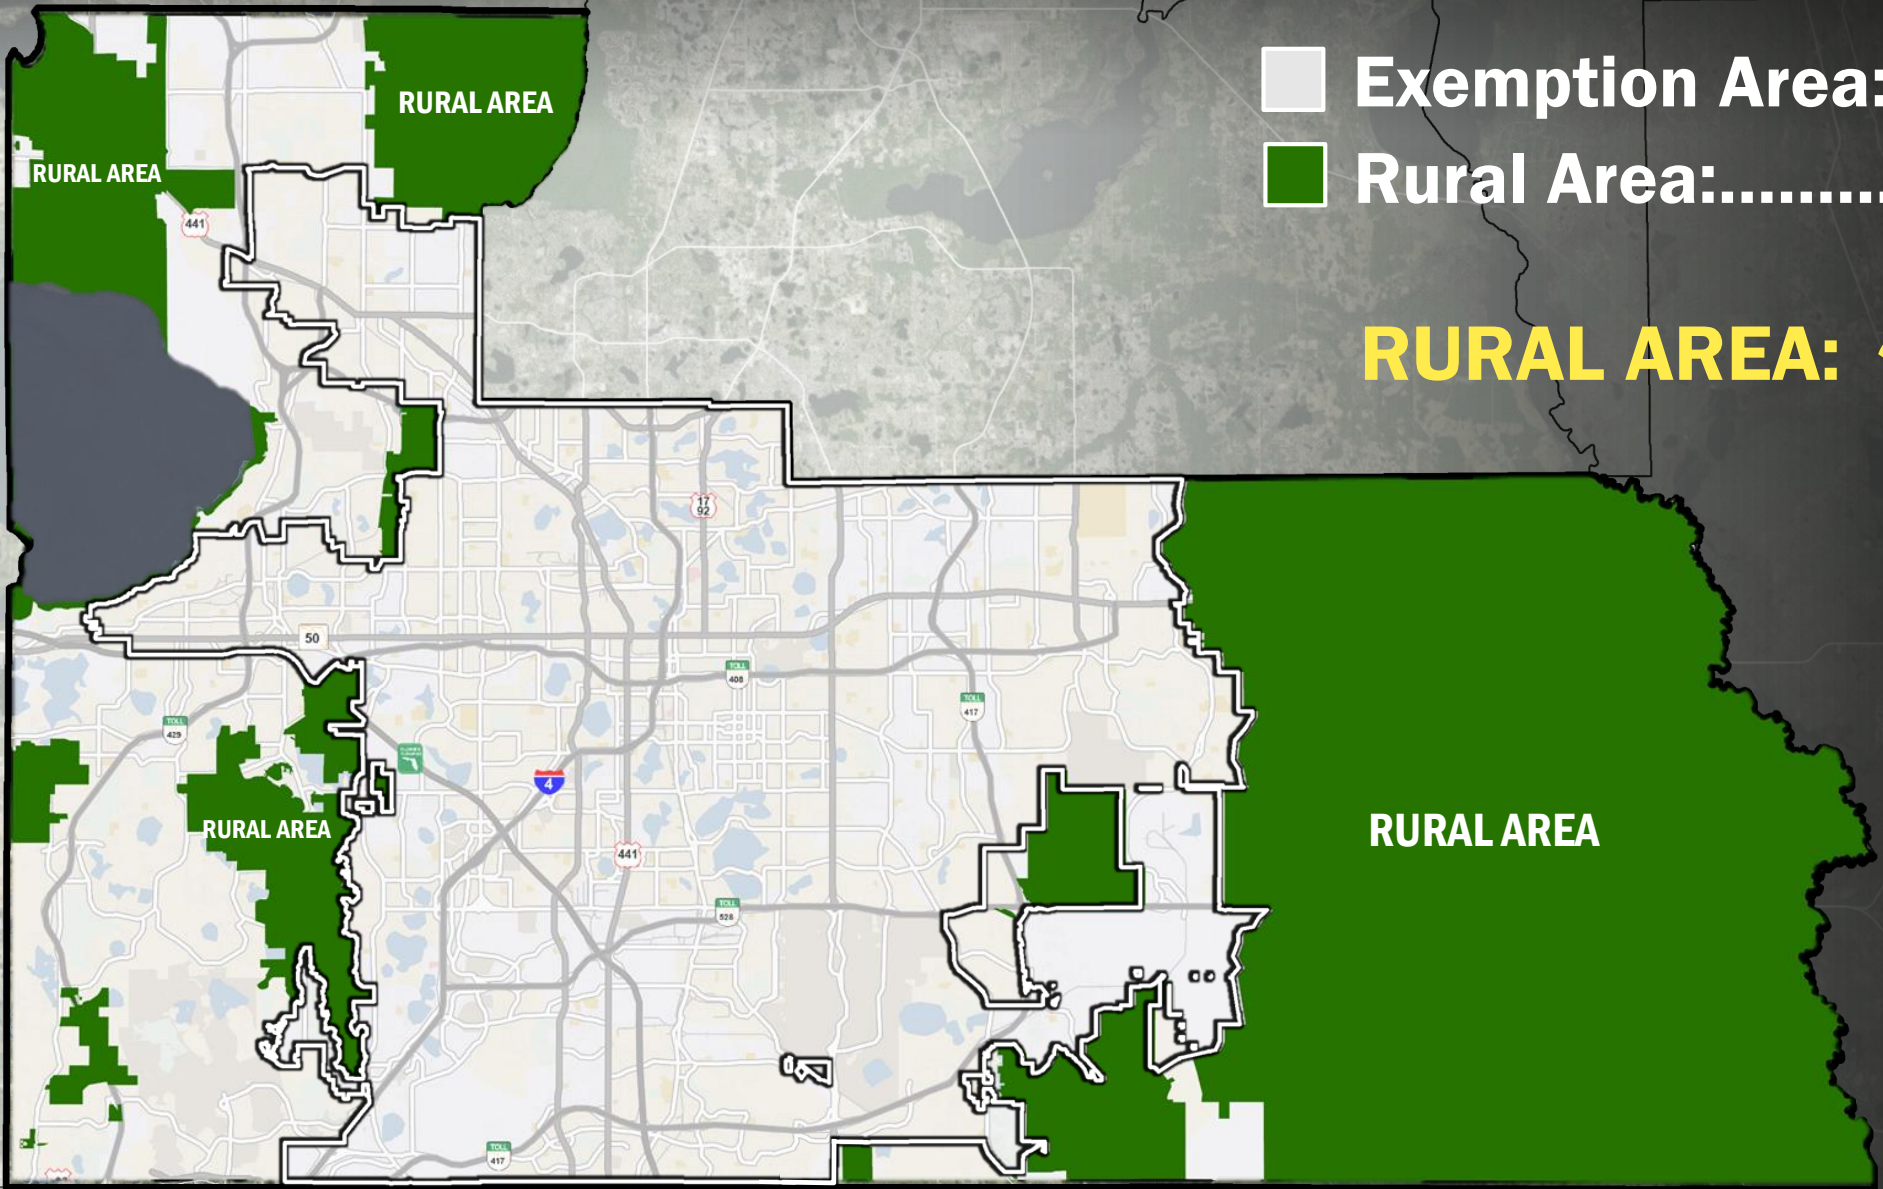 Exemption Area:
Rural Area:..........
RURAL AREA:
RURAL AREA
RURAL AREA
441
17
92
50
TOLL
408
TOLL
417
TOLL
429
4
RURAL AREA
RURAL AREA
441
TOLL
528
TOLL
417